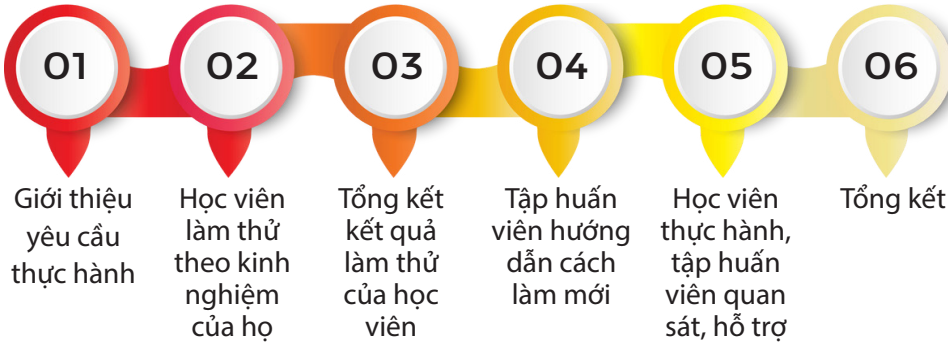 01
Giới thiệu
yêu cầu
thực hành
02
Học viên
làm thử
theo kinh
nghiệm
của họ
03
Tổng kết
kết quả
làm thử
của học
viên
04
Tập huấn
viên hướng
dẫn cách
làm mới
05
Học viên
thực hành,
tập huấn
viên quan
sát, hỗ trợ
06
Tổng kết